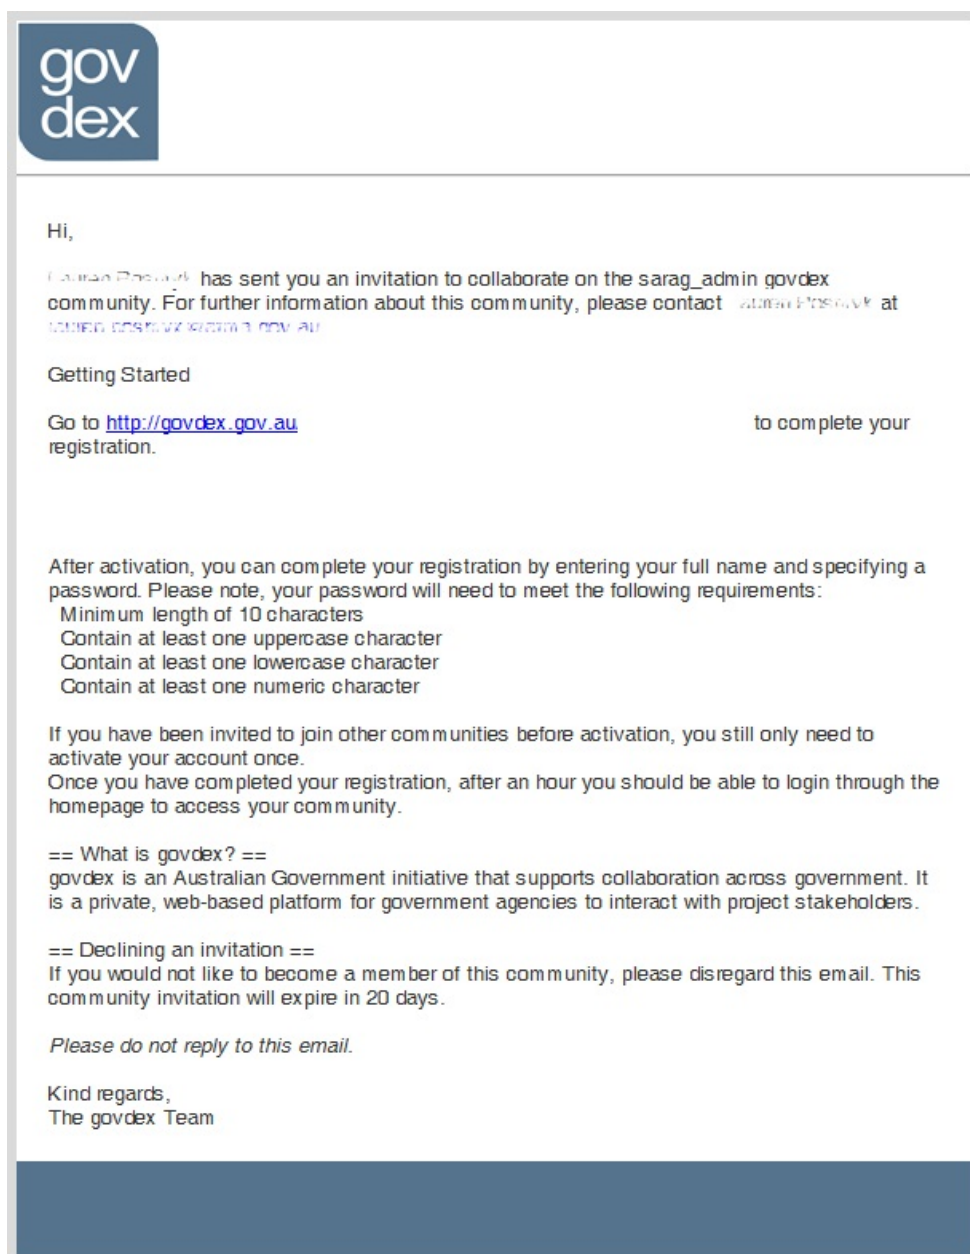 gov
dex
Hi,
has sent you an invitation to collaborate on the sarag_admin govdex
community. For further information about this community, please contact at
Getting Started
Go to http://govdex.gov.au to complete your
registration.
After activation, you can complete your registration by entering your full name and specifying a
password. Please note, your password will need to meet the following requirements:
Minimum length of 10 characters
Contain at least one uppercase character
Contain at least one lowercase character
Contain at least one numeric character
If you have been invited to join other communities before activation, you still only need to
activate your account once.
Once you have completed your registration, after an hour you should be able to login through the
homepage to access your community.
== What is govdex? ==
govdex is an Australian Government initiative that supports collaboration across government. It
is a private, web-based platform for government agencies to interact with project stakeholders.
== Declining an invitation ==
If you would not like to become a member of this community, please disregard this email. This
community invitation will expire in 20 days.
Please do not reply to this email.
Kind regards,
The govdex Team